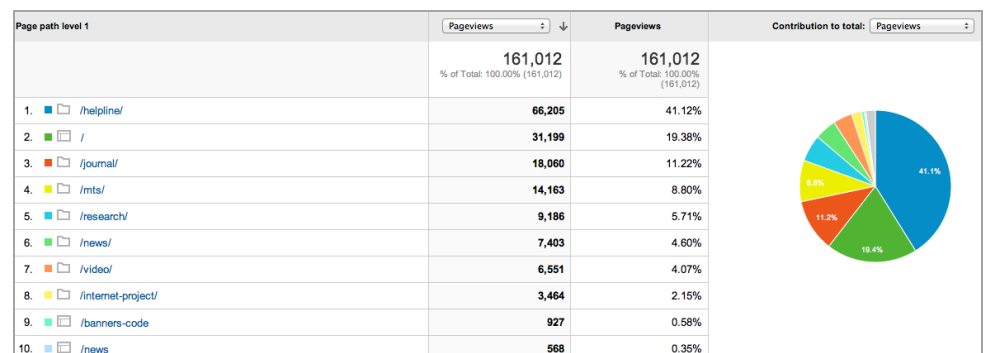 Page path level 1 Pageviews Pageviews Contribution to total: Pageviews
161,012 161,012
% of Total: 100.00% (161,012) % of Total: 100.00%
(161,012)
1. /helpline/ 66,205 41.12%
2. / 31,199 19.38%
3. /journal/ 18,060 11.22%
4. /mts/ 14,163 8.80%
5. /research/ 9,186 5.71%
6. /news/ 7,403 4.60%
7. /video/ 6,551 4.07%
8. /internet-project/ 3,464 2.15%
9. /banners-code 927 0.58%
10. /news 568 0.35%
41.1%
8.8%
11.2%
19.4%